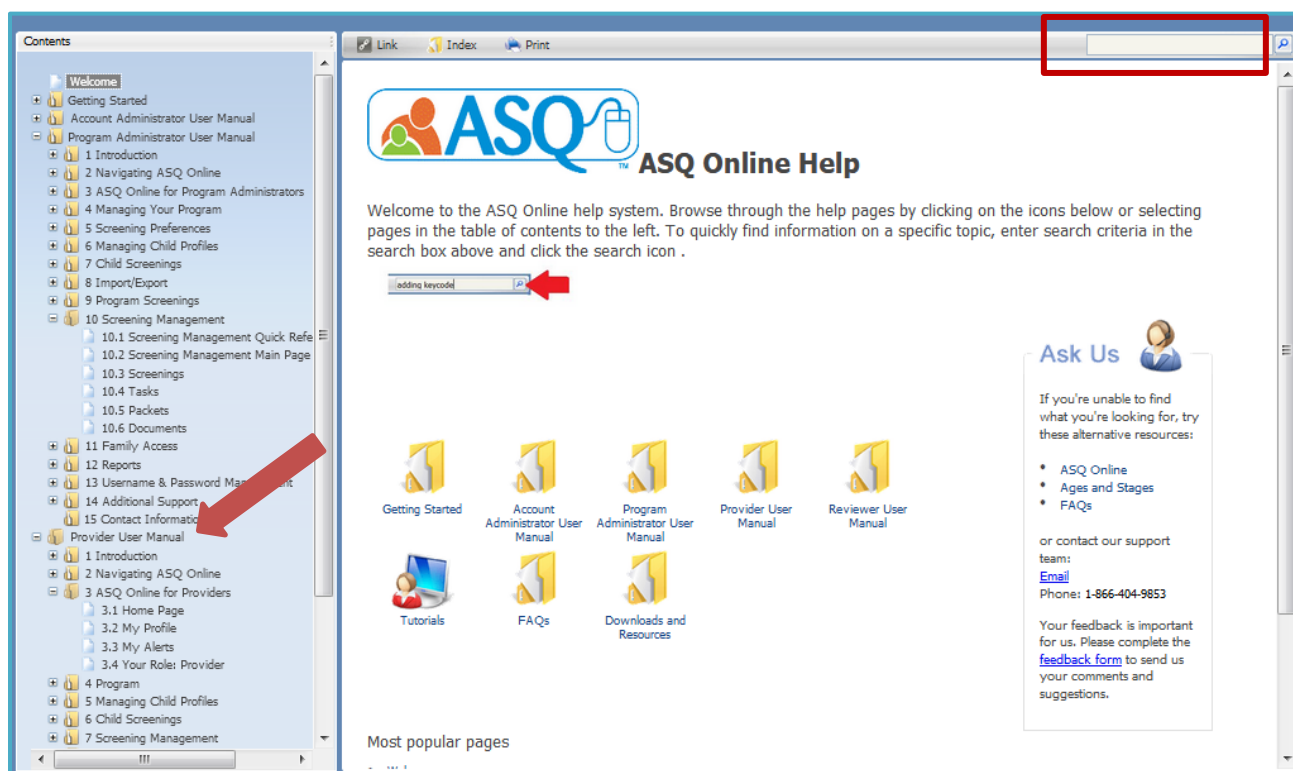 Contents
Welcome
Getting Started
Account Administrator User Manual
Program Administrator User Manual
1 Introduction
2 Navigating ASQ Online
3 ASQ Online for Program Administrators
4 Managing Your Program
5 Screening Preferences
6 Managing Child Profiles
7 Child Screenings
8 Import/Export
9 Program Screenings
10 Screening Management
10.1 Screening Management Quick Refe
10.2 Screening Management Main Page
10.3 Screenings
10.4 Tasks
10.5 Packets
10.6 Documents
11 Family Access
12 Reports
13 Username & Password
14 Additional Support
15 Contact
Provider User Manual
1 Introduction
2 Navigating ASQ Online
3 ASQ Online for Providers
3.1 Home Page
3.2 My Profile
3.3 My Alerts
3.4 Your Role: Provider
4 Program
5 Managing Child Profiles
6 Child Screenings
7 Screening Management
Link Index Print
ASQ
TM
ASQ Online Help
Welcome to the ASQ Online help system. Browse through the help pages by clicking on the icons below or selecting
pages in the table of contents to the left. To quickly find information on a specific topic, enter search criteria in the
search box above and click the search icon .
adding keycode
Getting Started
Account
Administrator User
Manual
Program
Administrator User
Manual
Provider User
Manual
Reviewer User
Manual
Tutorials
FAQs
Downloads and
Resources
Ask Us
If you're unable to find
what you're looking for, try
these alternative resources:
• ASQ Online
• Ages and Stages
• FAQs
or contact our support
team:
Email
Phone: 1-866-404-9853
Your feedback is important
for us. Please complete the
feedback form to send us
your comments and
suggestions.
Most popular pages